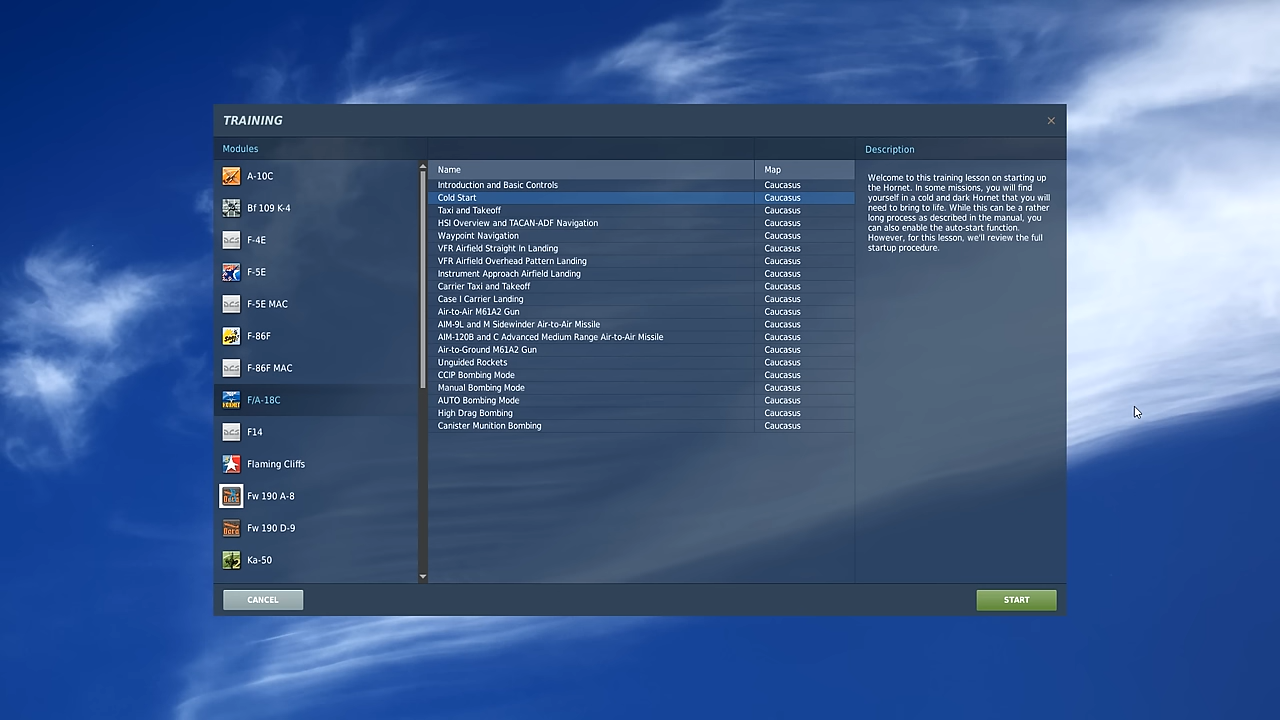 TRAINING
Modules
Description
A-10C
Bf 109 K-4
F-4E
F-5E
F-5E MAC
F-86F
F-86F MAC
F/A-18C
F14
Flaming Cliffs
Fw 190 A-8
Fw 190 D-9
Ka-50
Name Map
Introduction and Basic Controls Caucasus
Cold Start Caucasus
Taxi and Takeoff Caucasus
HSI Overview and TACAN-ADF Navigation Caucasus
Waypoint Navigation Caucasus
VFR Airfield Straight In Landing Caucasus
VFR Airfield Overhead Pattern Landing Caucasus
Instrument Approach Airfield Landing Caucasus
Carrier Taxi and Takeoff Caucasus
Case I Carrier Landing Caucasus
Air-to-Air M61A2 Gun Caucasus
AIM-9L and M Sidewinder Air-to-Air Missile Caucasus
AIM-120B and C Advanced Medium Range Air-to-Air Missile Caucasus
Air-to-Ground M61A2 Gun Caucasus
Unguided Rockets Caucasus
CCIP Bombing Mode Caucasus
Manual Bombing Mode Caucasus
AUTO Bombing Mode Caucasus
High Drag Bombing Caucasus
Canister Munition Bombing Caucasus
Welcome to this training lesson on starting up
the Hornet. In some missions, you will find
yourself in a cold and dark Hornet that you will
need to bring to life. While this can be a rather
long process as described in the manual, you
can also enable the auto-start function.
However, for this lesson, we'll review the full
startup procedure.
CANCEL
START